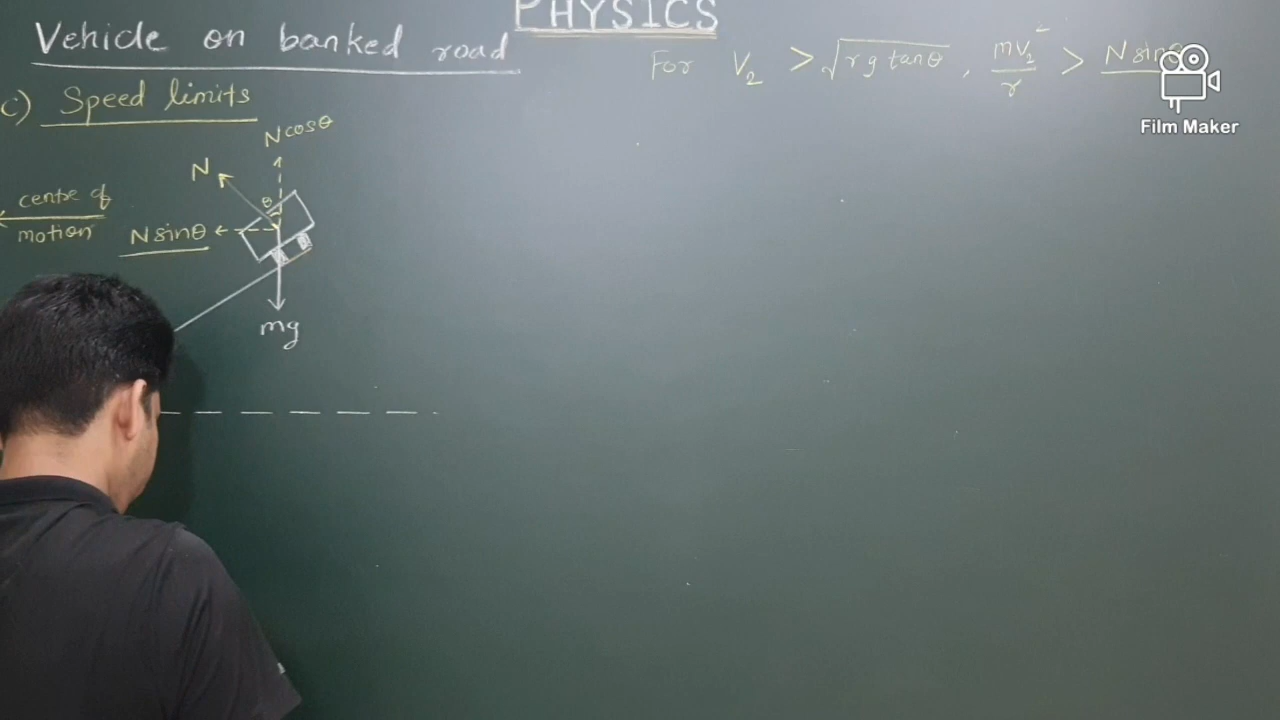 PHYSICS
Vehicle on banked road
For V₂ > √rg tanθ , mv₂²/r > N sinθ
c) Speed limits
N cosθ
N
θ
centre of
motion
N sinθ
mg
Film Maker